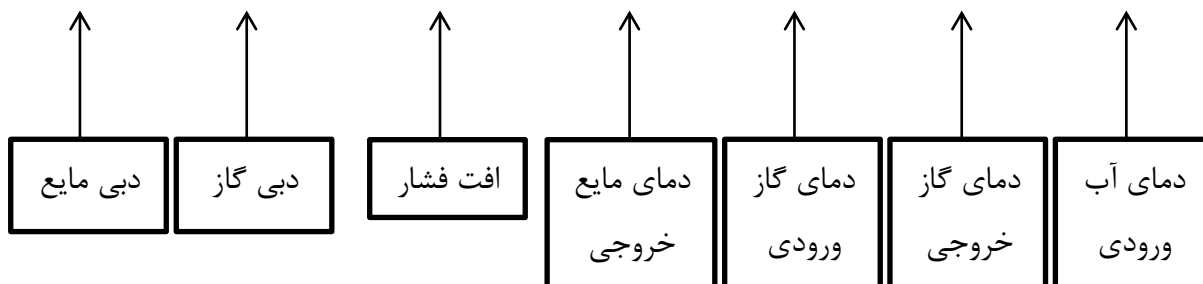 دمای آب
ورودی
دمای گاز
خروجی
دمای گاز
ورودی
دمای مایع
خروجی
افت فشار
دبی گاز
دبی مایع